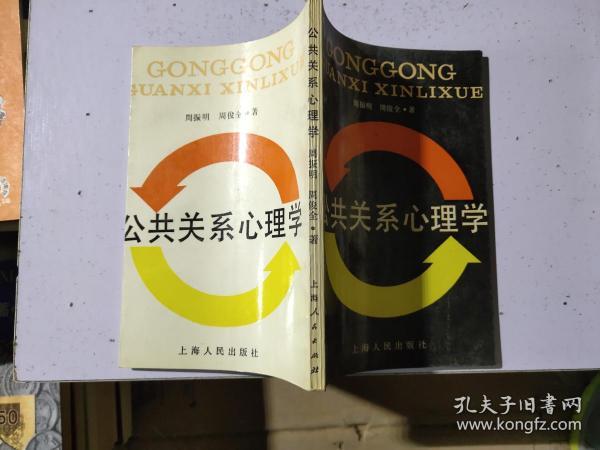 GONGGONG
GUANXI XINLIXUE
周振明 周俊全·著
公共关系心理学
上海人民出版社
公共关系心理学 周振明 周俊全·著 上海人民出版社
GONGGONG
GUANXI XINLIXUE
周振明 周俊全·著
公共关系心理学
上海人民出版社
50
孔夫子旧书网
www.kongfz.com